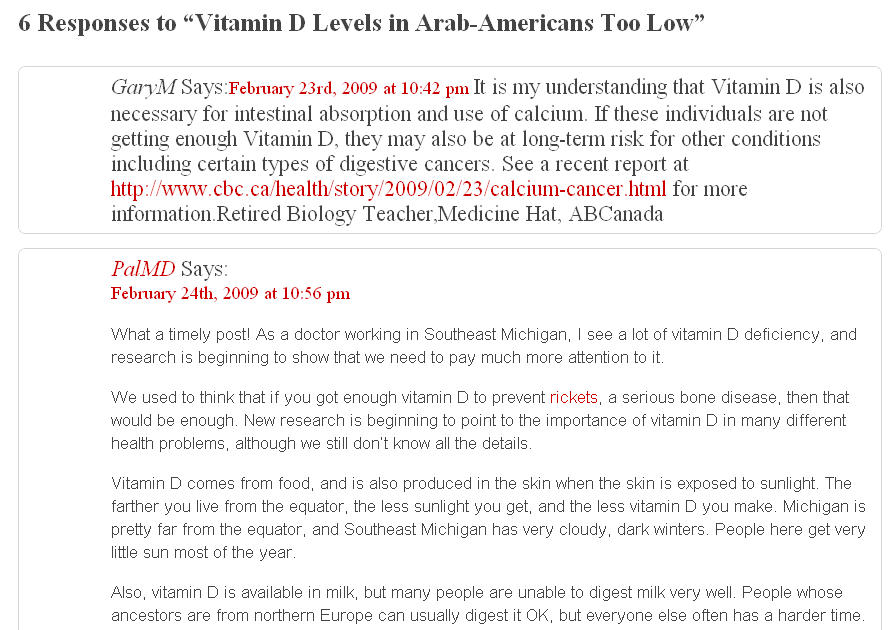 6 Responses to “Vitamin D Levels in Arab-Americans Too Low”
GaryM Says:February 23rd, 2009 at 10:42 pm It is my understanding that Vitamin D is also
necessary for intestinal absorption and use of calcium. If these individuals are not
getting enough Vitamin D, they may also be at long-term risk for other conditions
including certain types of digestive cancers. See a recent report at
http://www.cbc.ca/health/story/2009/02/23/calcium-cancer.html for more
information.Retired Biology Teacher,Medicine Hat, ABCanada
PalMD Says:
February 24th, 2009 at 10:56 pm
What a timely post! As a doctor working in Southeast Michigan, I see a lot of vitamin D deficiency, and
research is beginning to show that we need to pay much more attention to it.
We used to think that if you got enough vitamin D to prevent rickets, a serious bone disease, then that
would be enough. New research is beginning to point to the importance of vitamin D in many different
health problems, although we still don’t know all the details.
Vitamin D comes from food, and is also produced in the skin when the skin is exposed to sunlight. The
farther you live from the equator, the less sunlight you get, and the less vitamin D you make. Michigan is
pretty far from the equator, and Southeast Michigan has very cloudy, dark winters. People here get very
little sun most of the year.
Also, vitamin D is available in milk, but many people are unable to digest milk very well. People whose
ancestors are from northern Europe can usually digest it OK, but everyone else often has a harder time.